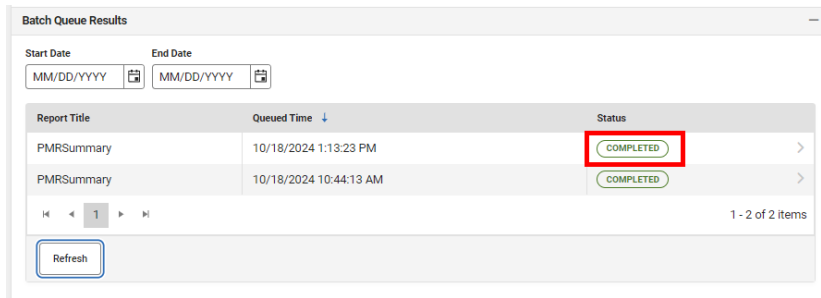 Batch Queue Results
Start Date End Date
MM/DD/YYYY MM/DD/YYYY
Report Title Queued Time ↓ Status
PMRSummary 10/18/2024 1:13:23 PM COMPLETED
PMRSummary 10/18/2024 10:44:13 AM COMPLETED
1 1 - 2 of 2 items
Refresh